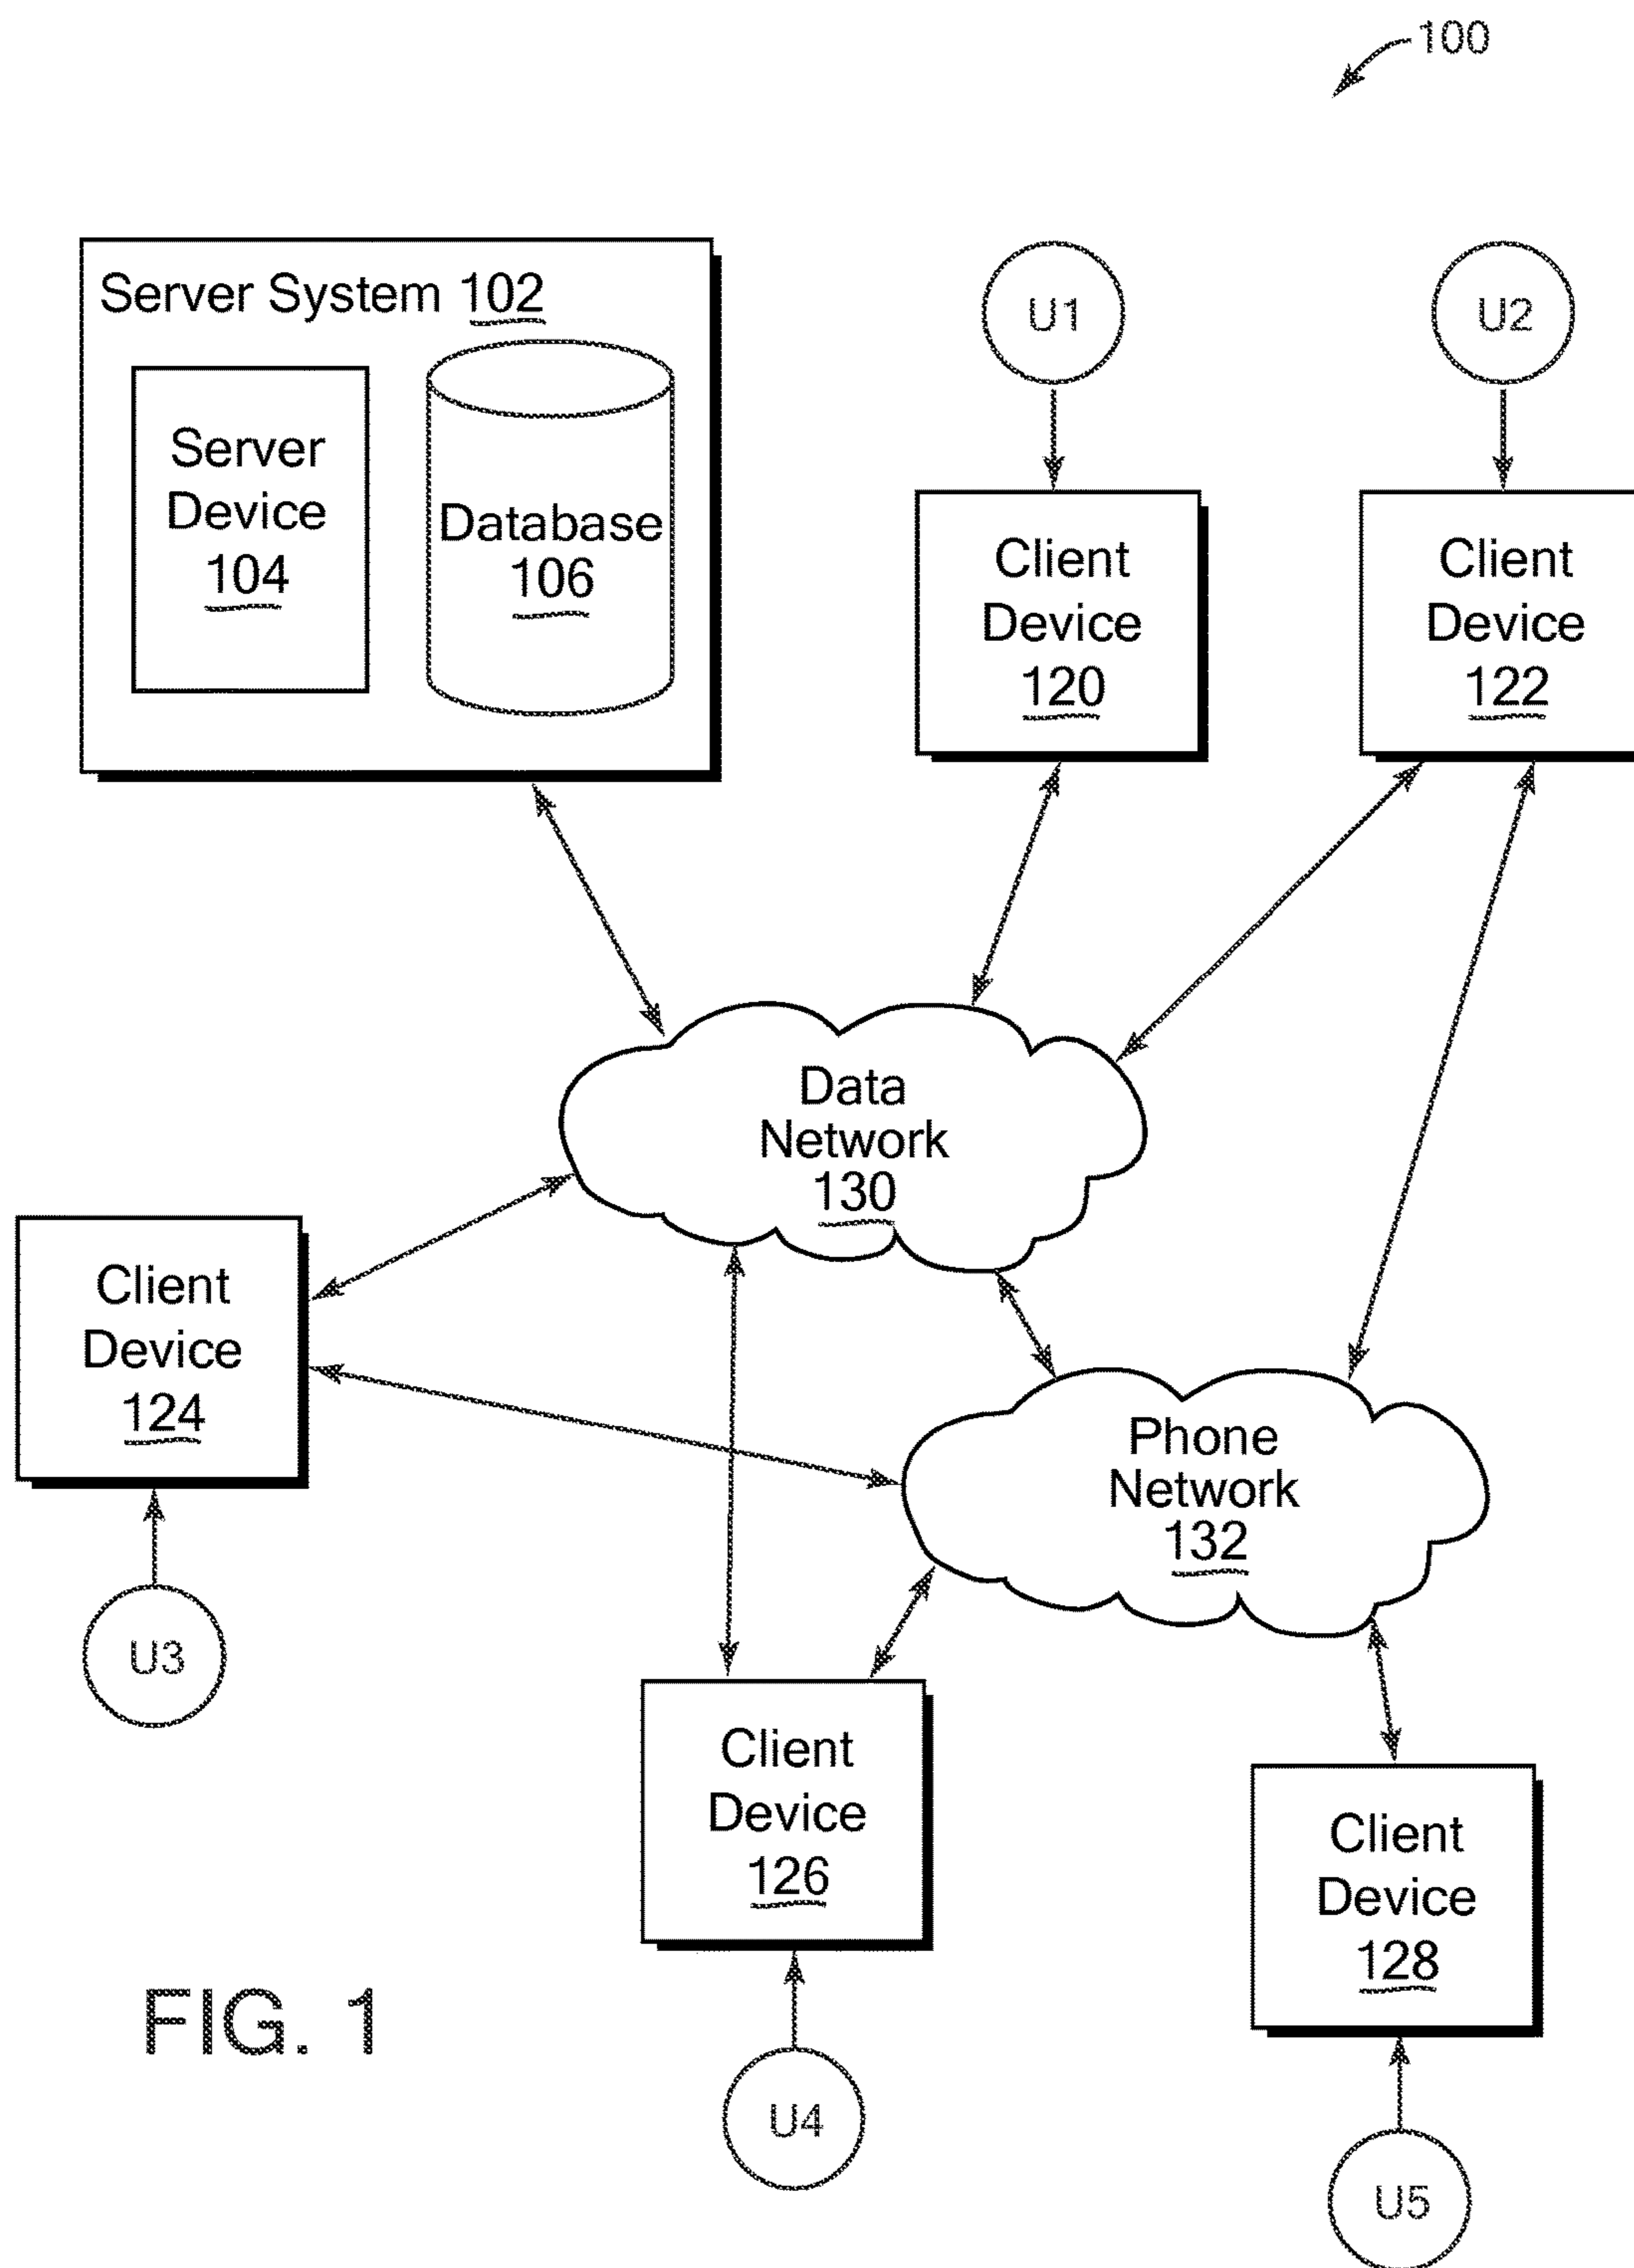 100
Server System 102
Server
Device
104
Database
106
U1
U2
Client
Device
120
Client
Device
122
Data
Network
130
Client
Device
124
Phone
Network
132
U3
Client
Device
126
Client
Device
128
FIG. 1
U4
U5